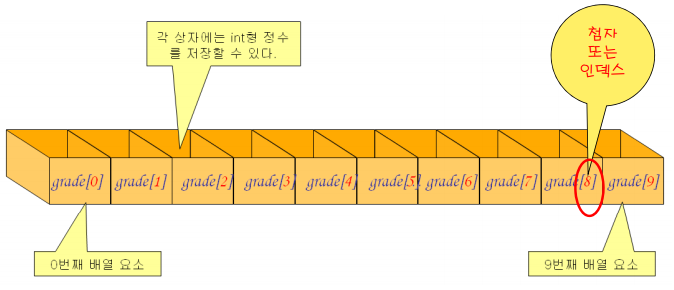 각 상자에는 int형 정수
를 저장할 수 있다.
첨자
또는
인덱스
grade[0] grade[1] grade[2] grade[3] grade[4] grade[5] grade[6] grade[7] grade[8] grade[9]
0번째 배열 요소
9번째 배열 요소